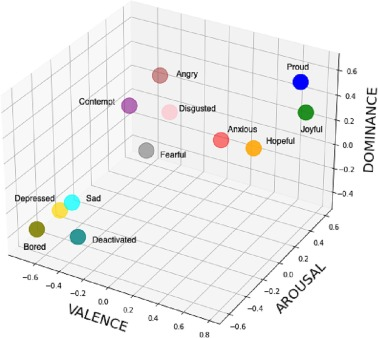 Proud
Angry
Contempt
Disgusted
Joyful
Anxious
Hopeful
Fearful
Depressed
Sad
Deactivated
Bored
0.6
0.4
0.2
0.0
−0.2
−0.4
DOMINANCE
−0.6
−0.4
−0.2
0.0
0.2
0.4
0.6
0.8
VALENCE
−0.6
−0.4
−0.2
0.0
0.2
0.4
0.6
AROUSAL